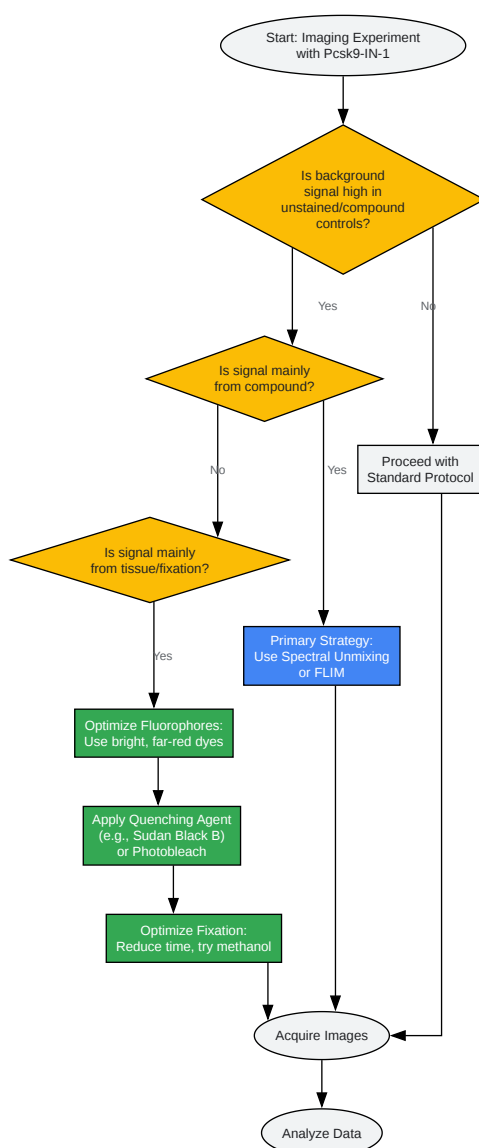 Start: Imaging Experiment
with Pcsk9-IN-1
Is background
signal high in
unstained/compound
controls?
Yes
No
Is signal mainly
from compound?
Proceed with
Standard Protocol
No
Yes
Is signal mainly
from tissue/fixation?
Primary Strategy:
Use Spectral Unmixing
or FLIM
Yes
Optimize Fluorophores:
Use bright, far-red dyes
Apply Quenching Agent
(e.g., Sudan Black B)
or Photobleach
Optimize Fixation:
Reduce time, try methanol
Acquire Images
Analyze Data